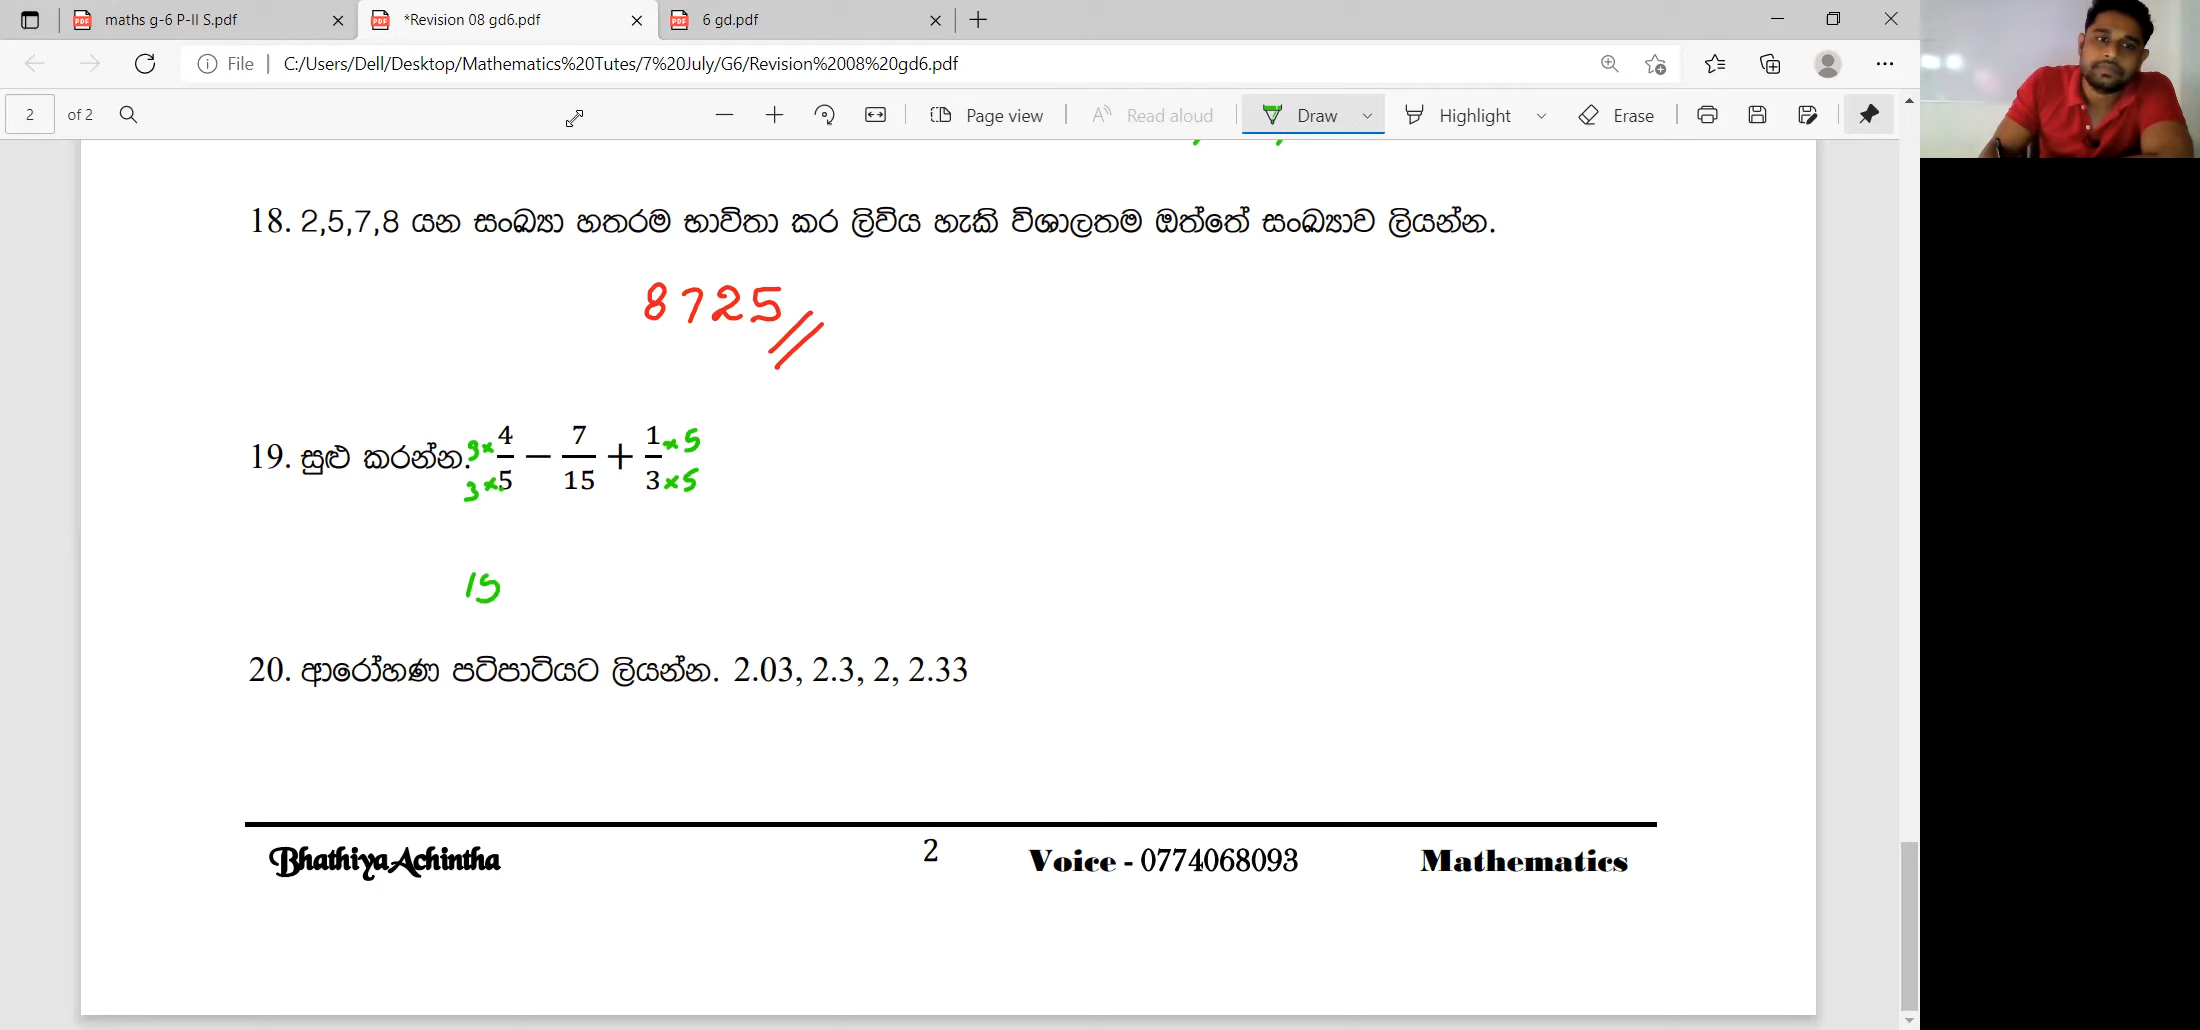 maths g-6 P-II S.pdf
*Revision 08 gd6.pdf
6 gd.pdf
File
C:/Users/Dell/Desktop/Mathematics%20Tutes/7%20July/G6/Revision%2008%20gd6.pdf
2 of 2
Page view
Read aloud
Draw
Highlight
Erase
18. 2,5,7,8 යන සංඛ්‍යා හතරම භාවිතා කර ලිවිය හැකි විශාලතම ඔත්තේ සංඛ්‍යාව ලියන්න.
8725
19. සුළු කරන්න. 3× 4/3×5 − 7/15 + 1×5/3×5
15
20. ආරෝහණ පටිපාටියට ලියන්න. 2.03, 2.3, 2, 2.33
Bhathiya Achintha
2
Voice - 0774068093
Mathematics